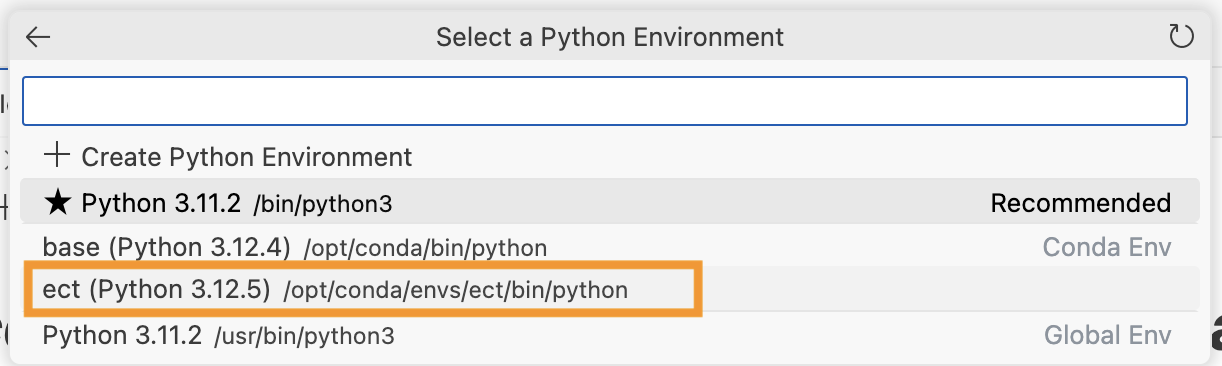 Select a Python Environment
Create Python Environment
★ Python 3.11.2 /bin/python3 Recommended
base (Python 3.12.4) /opt/conda/bin/python Conda Env
ect (Python 3.12.5) /opt/conda/envs/ect/bin/python
Python 3.11.2 /usr/bin/python3 Global Env